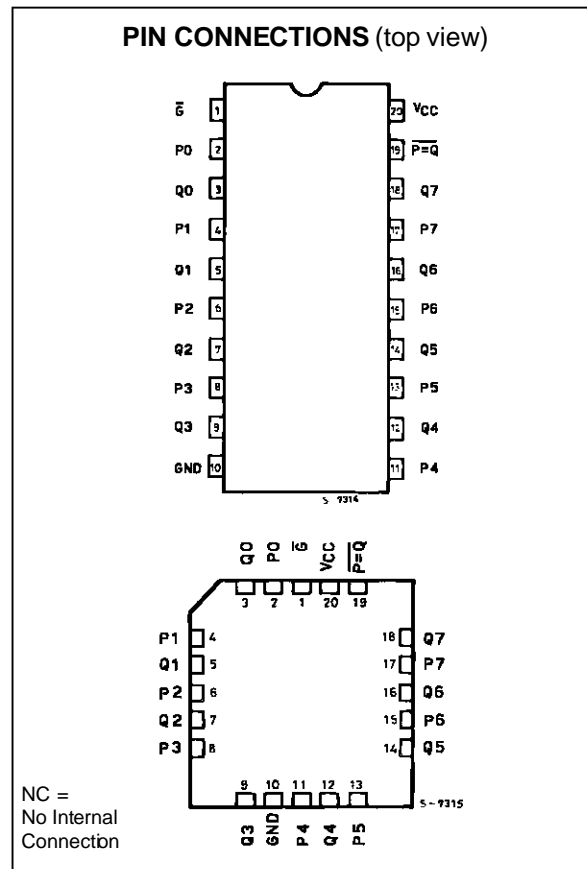 PIN CONNECTIONS (top view)
G̅ 1 20 VCC
P0 2 19 P̅=̅Q̅
Q0 3 18 Q7
P1 4 17 P7
Q1 5 16 Q6
P2 6 15 P6
Q2 7 14 Q5
P3 8 13 P5
Q3 9 12 Q4
GND 10 11 P4
S-7314
Q0 P0 G̅ VCC P̅=̅Q̅
3 2 1 20 19
P1 4 18 Q7
Q1 5 17 P7
P2 6 16 Q6
Q2 7 15 P6
P3 8 14 Q5
9 10 11 12 13
S-7315
Q3 GND P4 Q4 P5
NC =
No Internal
Connection